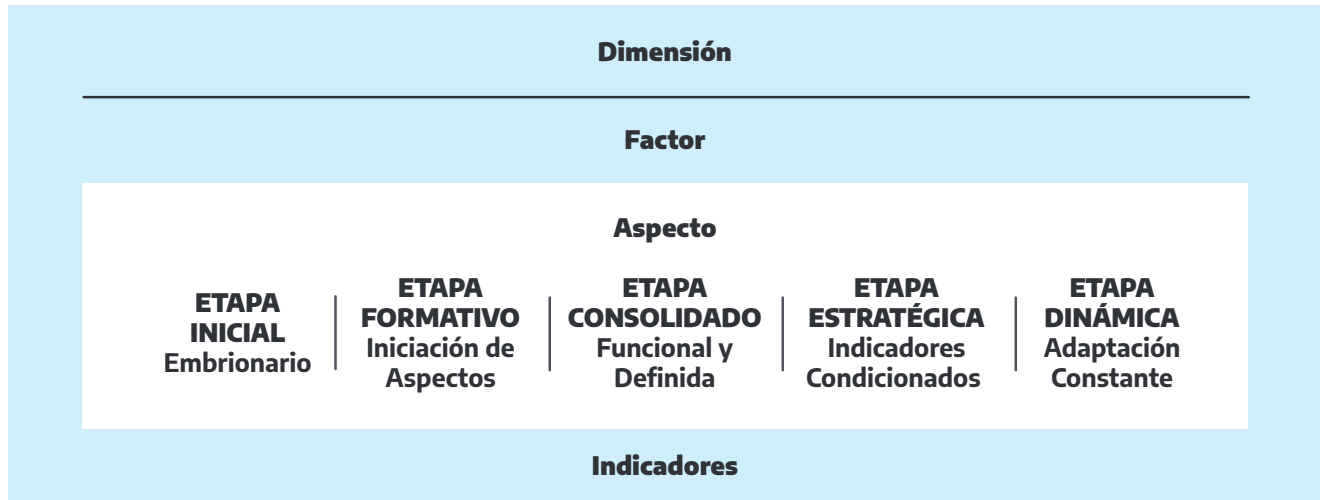 Dimensión
Factor
Aspecto
ETAPA
INICIAL
Embrionario
ETAPA
FORMATIVO
Iniciación de
Aspectos
ETAPA
CONSOLIDADO
Funcional y
Definida
ETAPA
ESTRATÉGICA
Indicadores
Condicionados
ETAPA
DINÁMICA
Adaptación
Constante
Indicadores